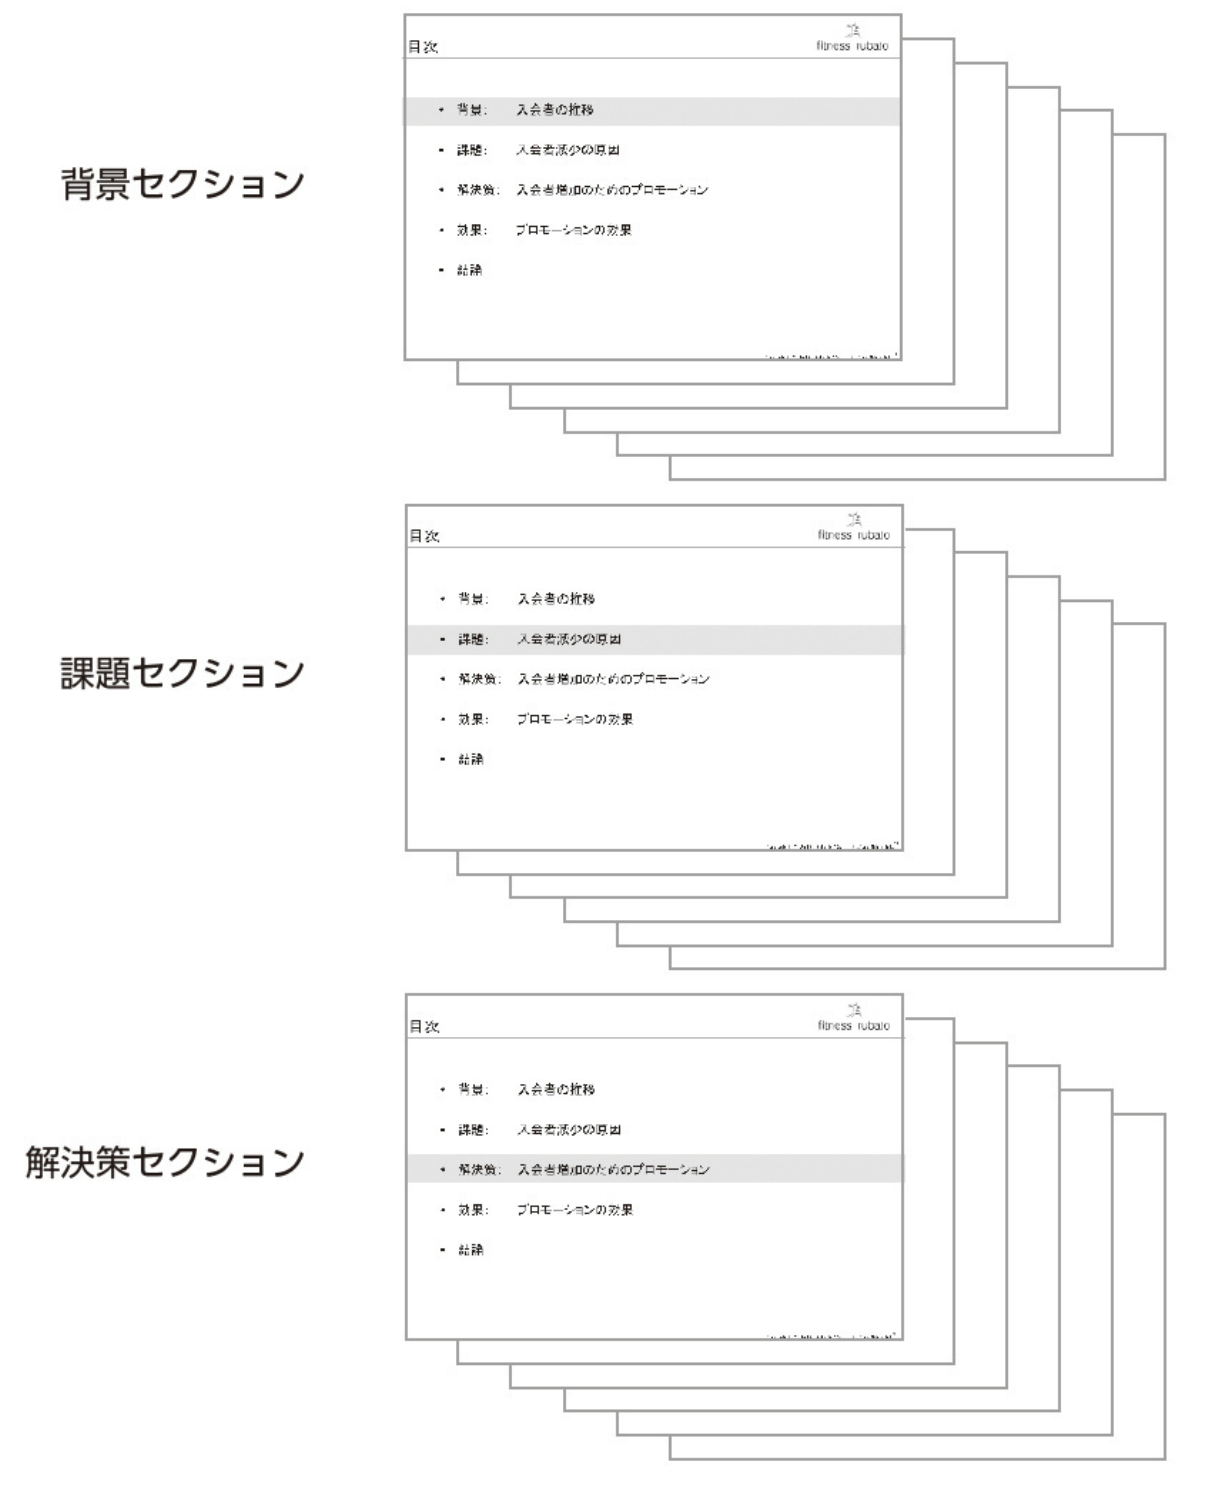 目次
fitness rubato
・ 背景： 入会者の推移
・ 課題： 入会者減少の原因
背景セクション
・ 解決策： 入会者増加のためのプロモーション
・ 効果： プロモーションの効果
・ 結論
目次
fitness rubato
・ 背景： 入会者の推移
・ 課題： 入会者減少の原因
課題セクション
・ 解決策： 入会者増加のためのプロモーション
・ 効果： プロモーションの効果
・ 結論
目次
fitness rubato
・ 背景： 入会者の推移
・ 課題： 入会者減少の原因
解決策セクション
・ 解決策： 入会者増加のためのプロモーション
・ 効果： プロモーションの効果
・ 結論